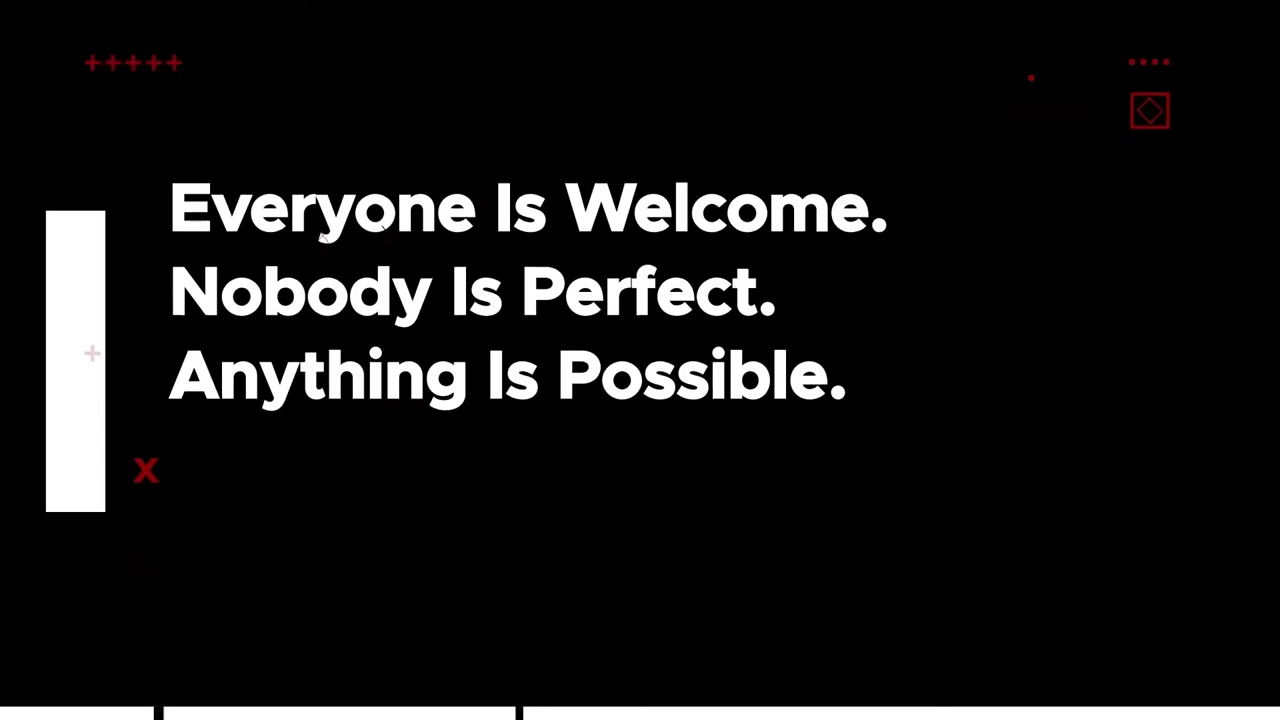 Everyone Is Welcome.
Nobody Is Perfect.
Anything Is Possible.